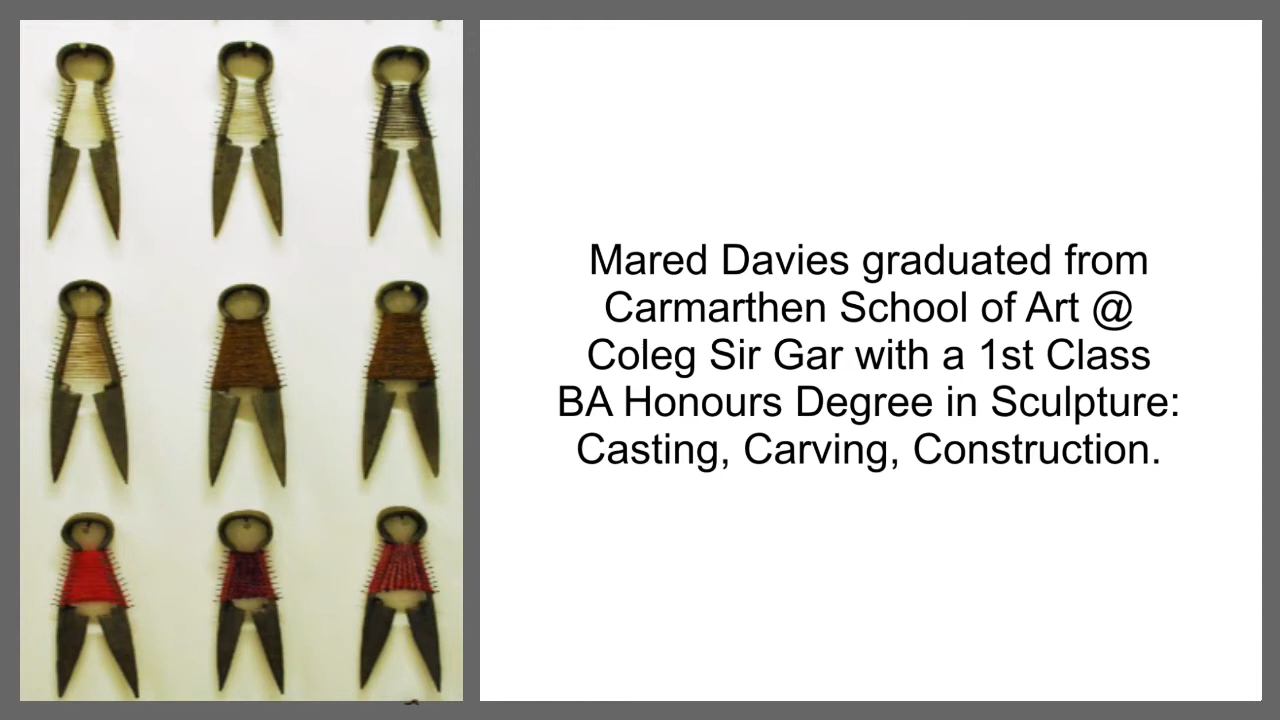 Mared Davies graduated from
Carmarthen School of Art @
Coleg Sir Gar with a 1st Class
BA Honours Degree in Sculpture:
Casting, Carving, Construction.